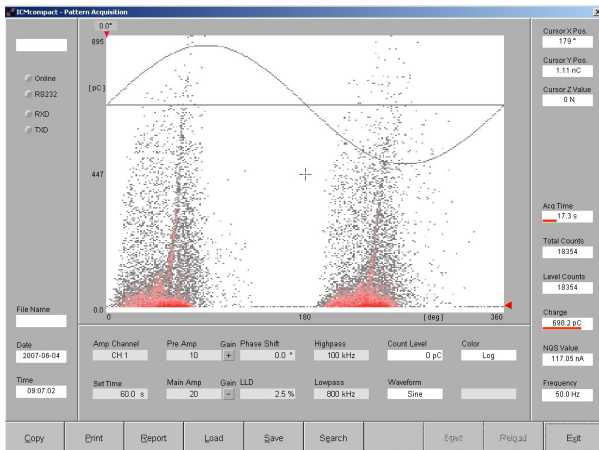 ICMcompact - Pattern Acquisition
0.0°
895
[pC]
447
0.0
0
180
[deg]
360
Online
RS232
RXD
TXD
File Name
Date
2007-06-04
Time
09:07:02
Cursor X Pos.
179 °
Cursor Y Pos.
1.11 nC
Cursor Z Value
0 N
Acq Time
17.3 s
Total Counts
18354
Level Counts
18354
Charge
698.2 pC
NQS Value
117.05 nA
Frequency
50.0 Hz
Amp Channel
CH 1
Pre Amp
10
Gain
+
Phase Shift
0.0 °
Highpass
100 kHz
Count Level
0 pC
Color
Log
Set Time
60.0 s
Main Amp
20
Gain
-
LLD
2.5 %
Lowpass
800 kHz
Waveform
Sine
Copy
Print
Report
Load
Save
Search
Start
Reload
Exit